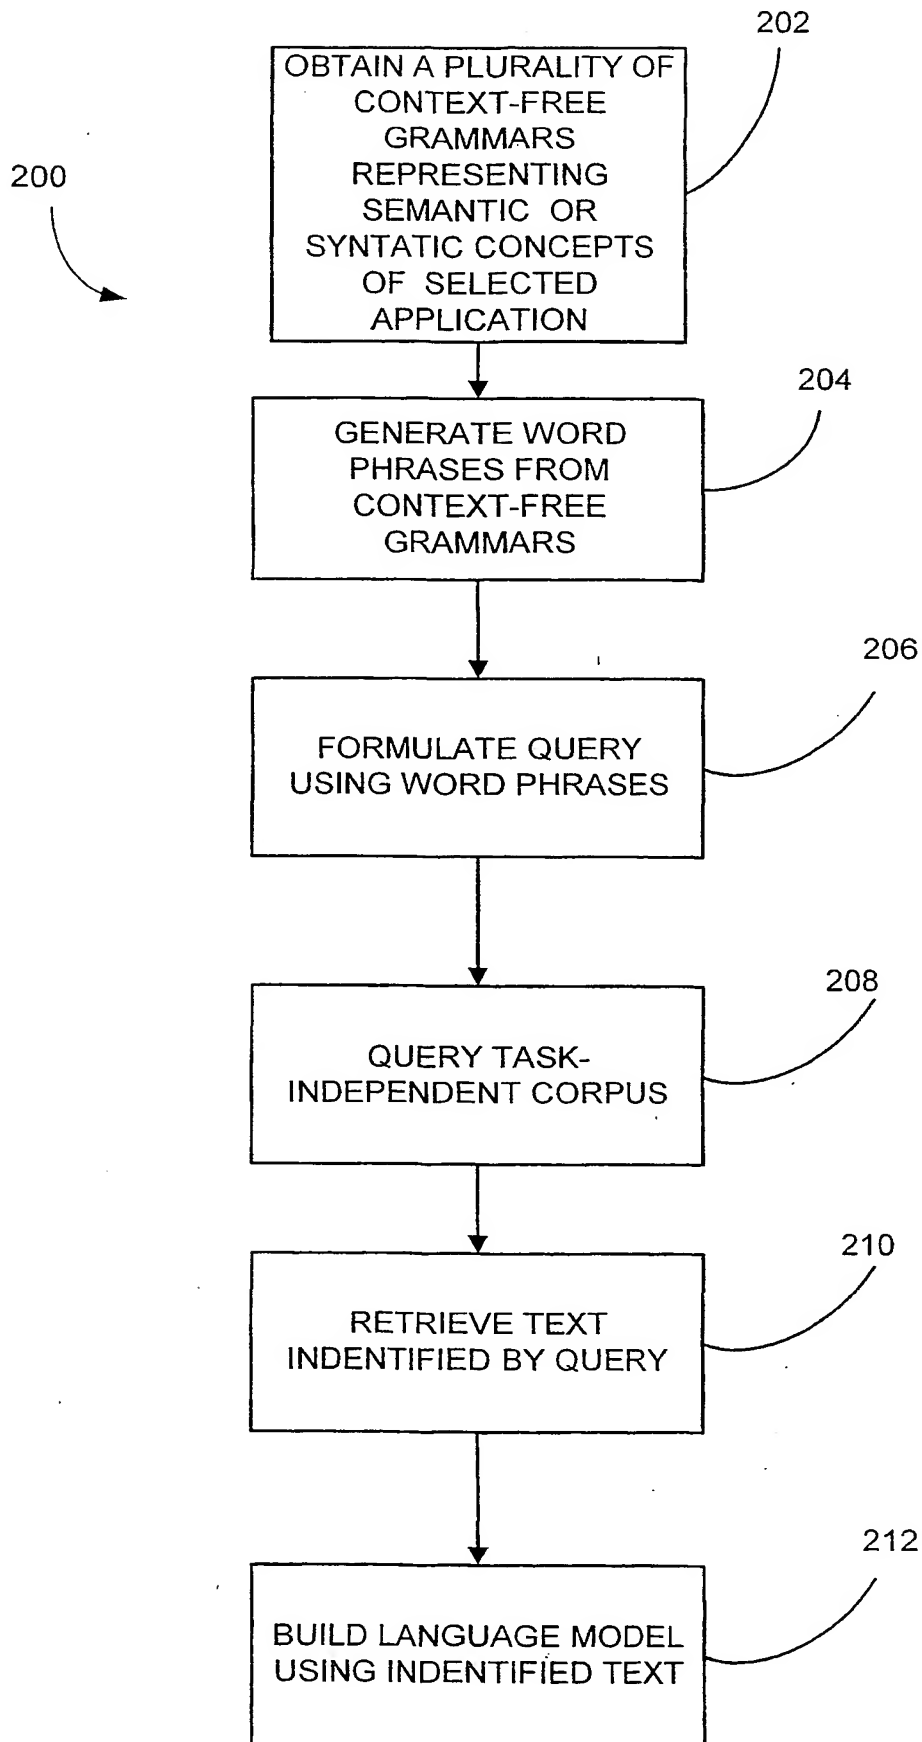 202
OBTAIN A PLURALITY OF
CONTEXT-FREE
GRAMMARS
REPRESENTING
SEMANTIC OR
SYNTATIC CONCEPTS
OF SELECTED
APPLICATION
200
204
GENERATE WORD
PHRASES FROM
CONTEXT-FREE
GRAMMARS
206
FORMULATE QUERY
USING WORD PHRASES
208
QUERY TASK-
INDEPENDENT CORPUS
210
RETRIEVE TEXT
INDENTIFIED BY QUERY
212
BUILD LANGUAGE MODEL
USING INDENTIFIED TEXT